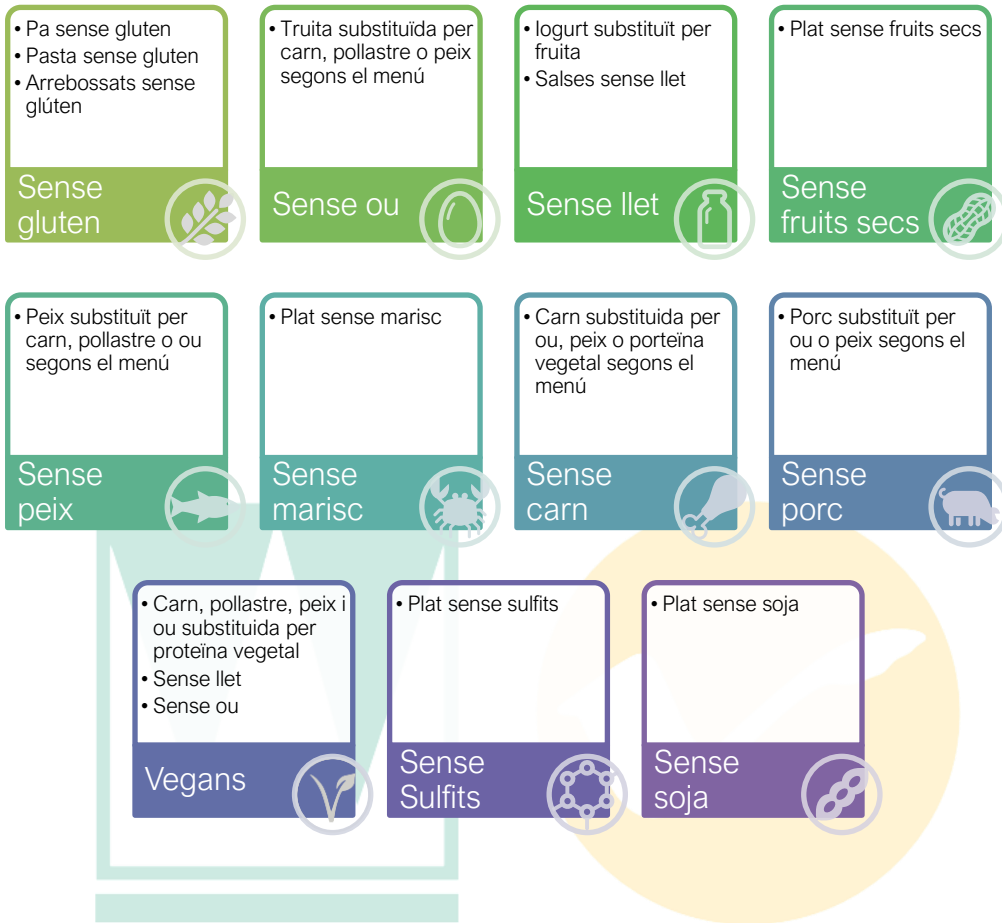 • Pa sense gluten
• Pasta sense gluten
• Arrebossats sense
glúten
Sense
gluten
• Truita substituïda per
carn, pollastre o peix
segons el menú
Sense ou
• Iogurt substituït per
fruita
• Salses sense llet
Sense llet
• Plat sense fruits secs
Sense
fruits secs
• Peix substituït per
carn, pollastre o ou
segons el menú
Sense
peix
• Plat sense marisc
Sense
marisc
• Carn substituida per
ou, peix o porteïna
vegetal segons el
menú
Sense
carn
• Porc substituït per
ou o peix segons el
menú
Sense
porc
• Carn, pollastre, peix i
ou substituida per
proteïna vegetal
• Sense llet
• Sense ou
Vegans
• Plat sense sulfits
Sense
Sulfits
• Plat sense soja
Sense
soja